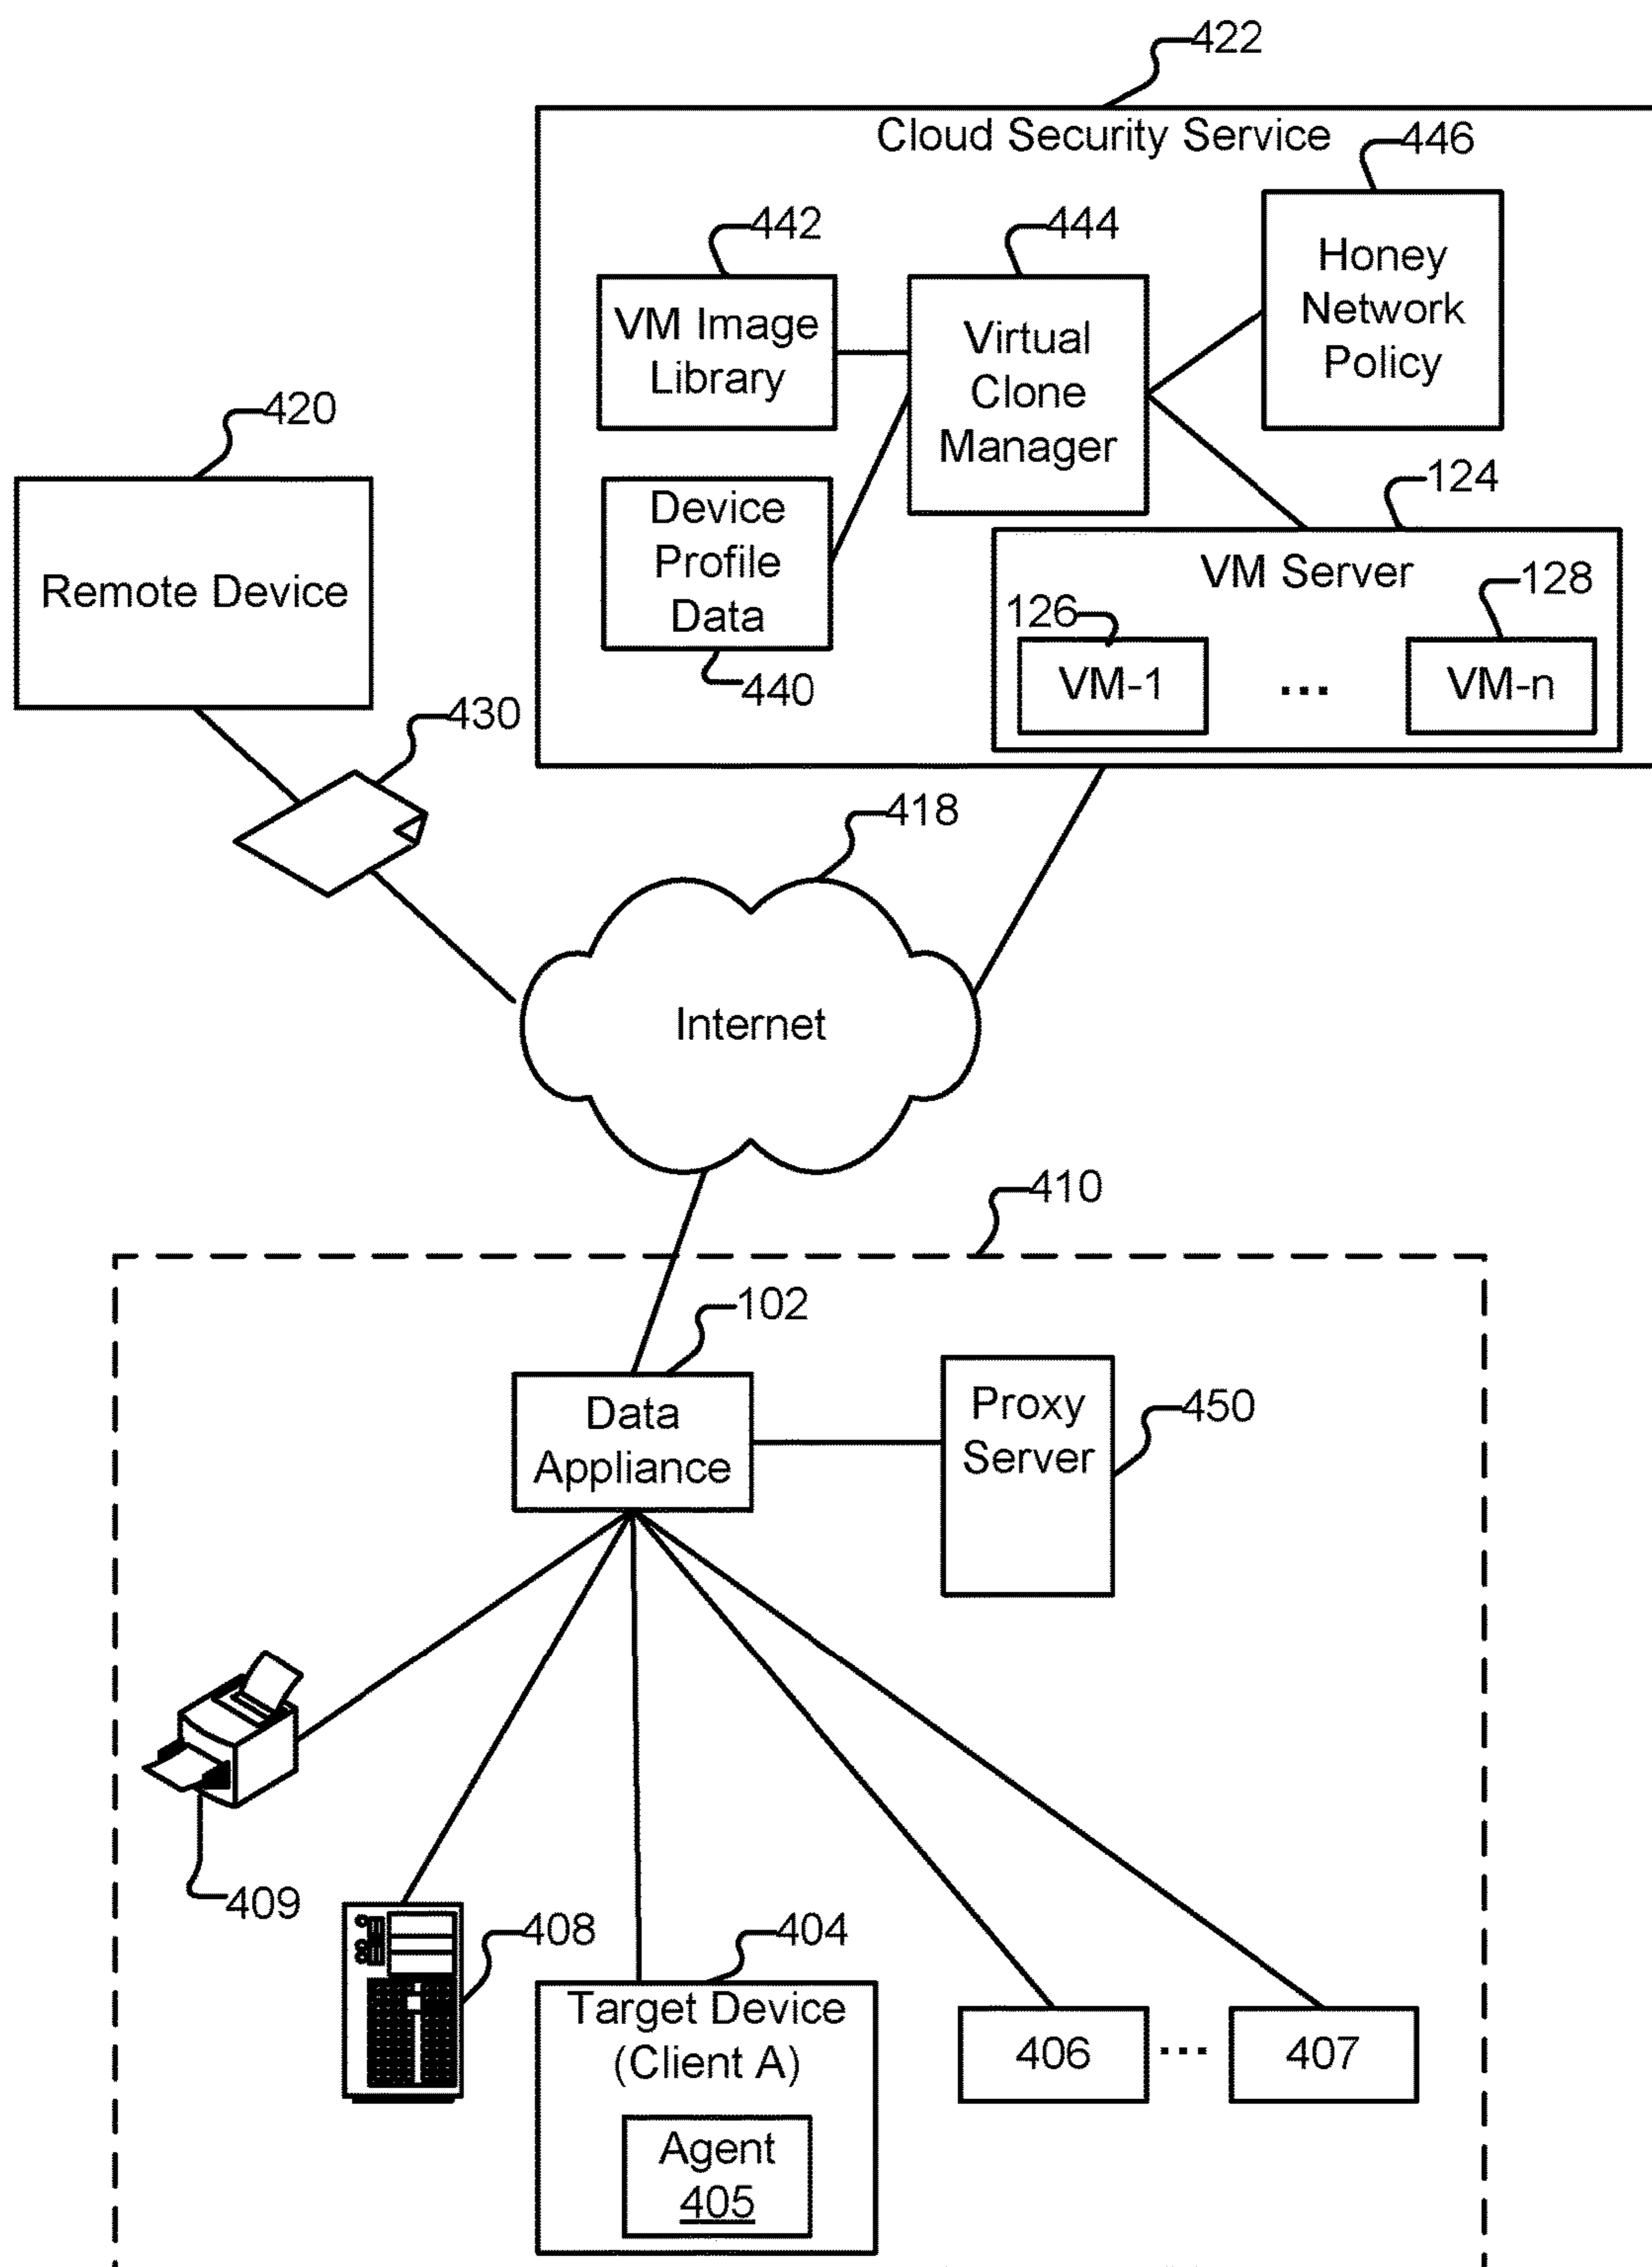 422
Cloud Security Service
446
442
444
Honey
Network
Policy
VM Image
Library
Virtual
Clone
Manager
420
124
Device
Profile
Data
Remote Device
VM Server
128
126
VM-1
...
VM-n
440
430
418
Internet
410
102
Data
Appliance
Proxy
Server
450
409
408
404
Target Device
(Client A)
406
...
407
Agent
405